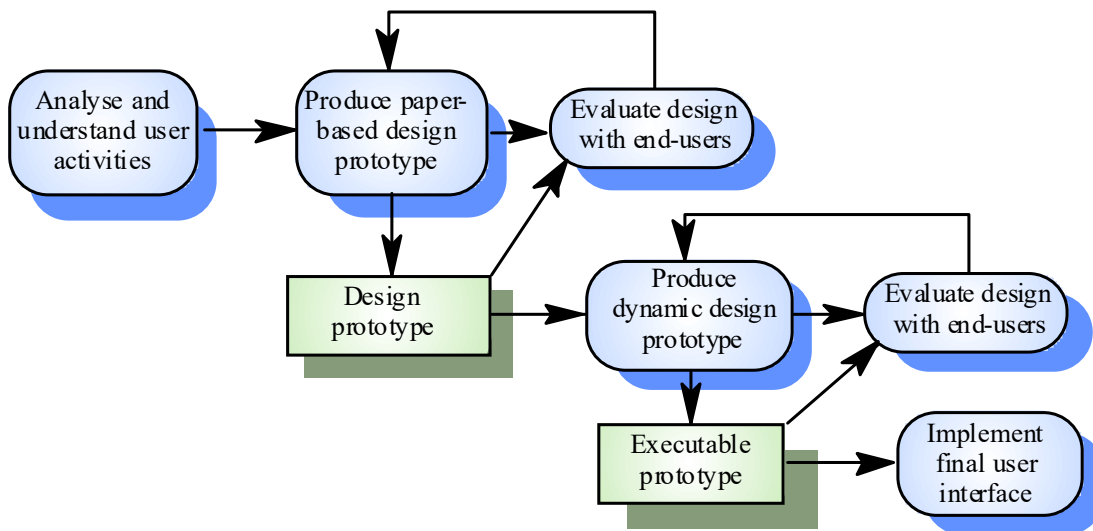 Analyse and
understand user
activities
Produce paper-
based design
prototype
Evaluate design
with end-users
Design
prototype
Produce
dynamic design
prototype
Evaluate design
with end-users
Executable
prototype
Implement
final user
interface